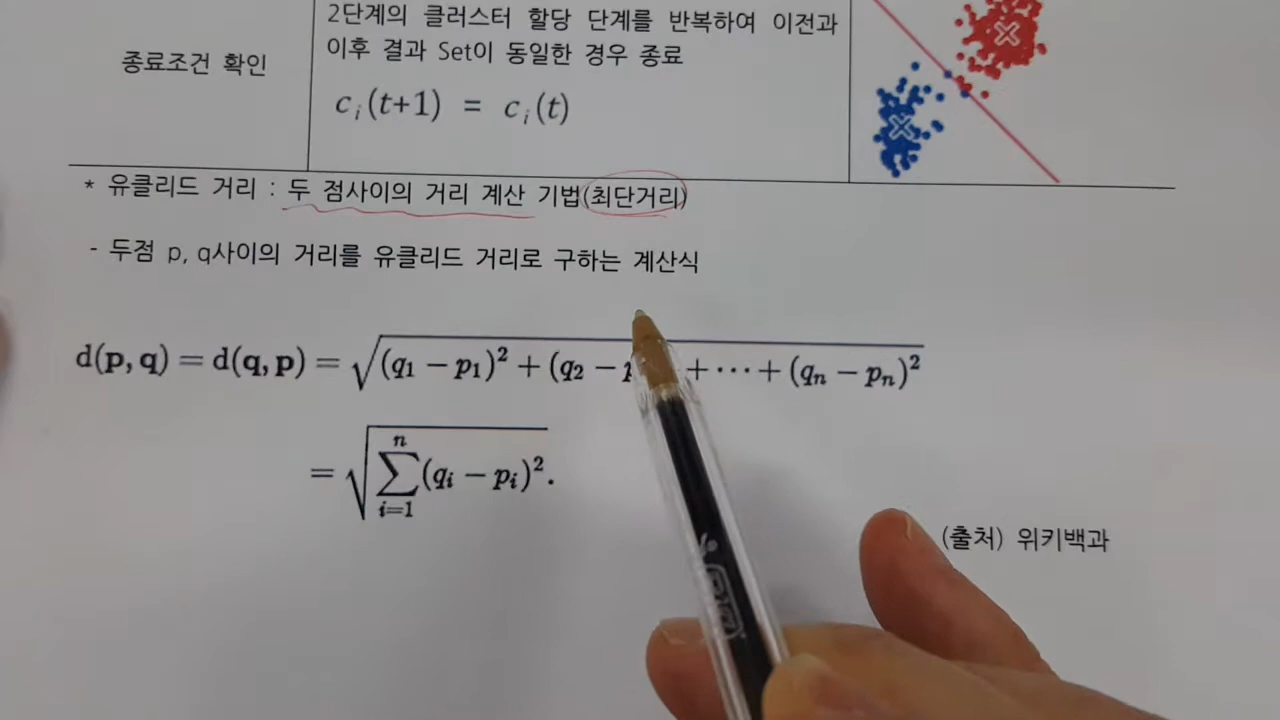 2단계의 클러스터 할당 단계를 반복하여 이전과
종료조건 확인
이후 결과 Set이 동일한 경우 종료
c_i(t+1) = c_i(t)
* 유클리드 거리 : 두 점사이의 거리 계산 기법(최단거리)
- 두점 p, q사이의 거리를 유클리드 거리로 구하는 계산식
d(p, q) = d(q, p) = √((q₁ − p₁)² + (q₂ − p + ⋯ + (qₙ − pₙ)²
= √(∑ i=1 n (qᵢ − pᵢ)²).
(출처) 위키백과